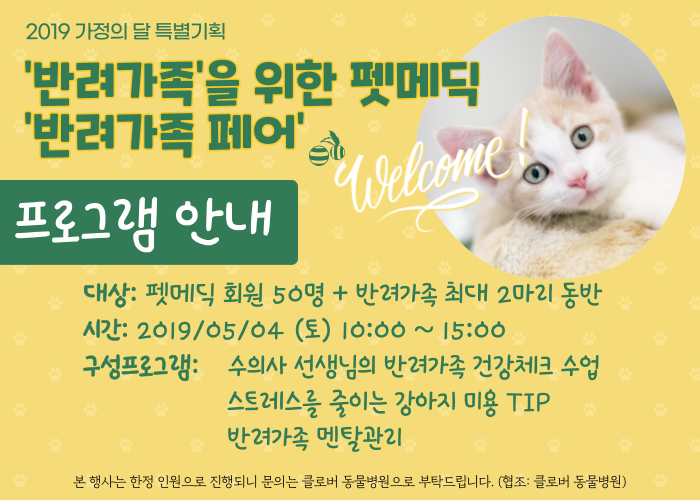 2019 가정의 달 특별기획
'반려가족'을 위한 펫메딕
'반려가족 페어'
Welcome!
프로그램 안내
대상: 펫메딕 회원 50명 + 반려가족 최대 2마리 동반
시간: 2019/05/04 (토) 10:00 ~ 15:00
구성프로그램: 수의사 선생님의 반려가족 건강체크 수업
스트레스를 줄이는 강아지 미용 TIP
반려가족 멘탈관리
본 행사는 한정 인원으로 진행되니 문의는 클로버 동물병원으로 부탁드립니다. (협조: 클로버 동물병원)